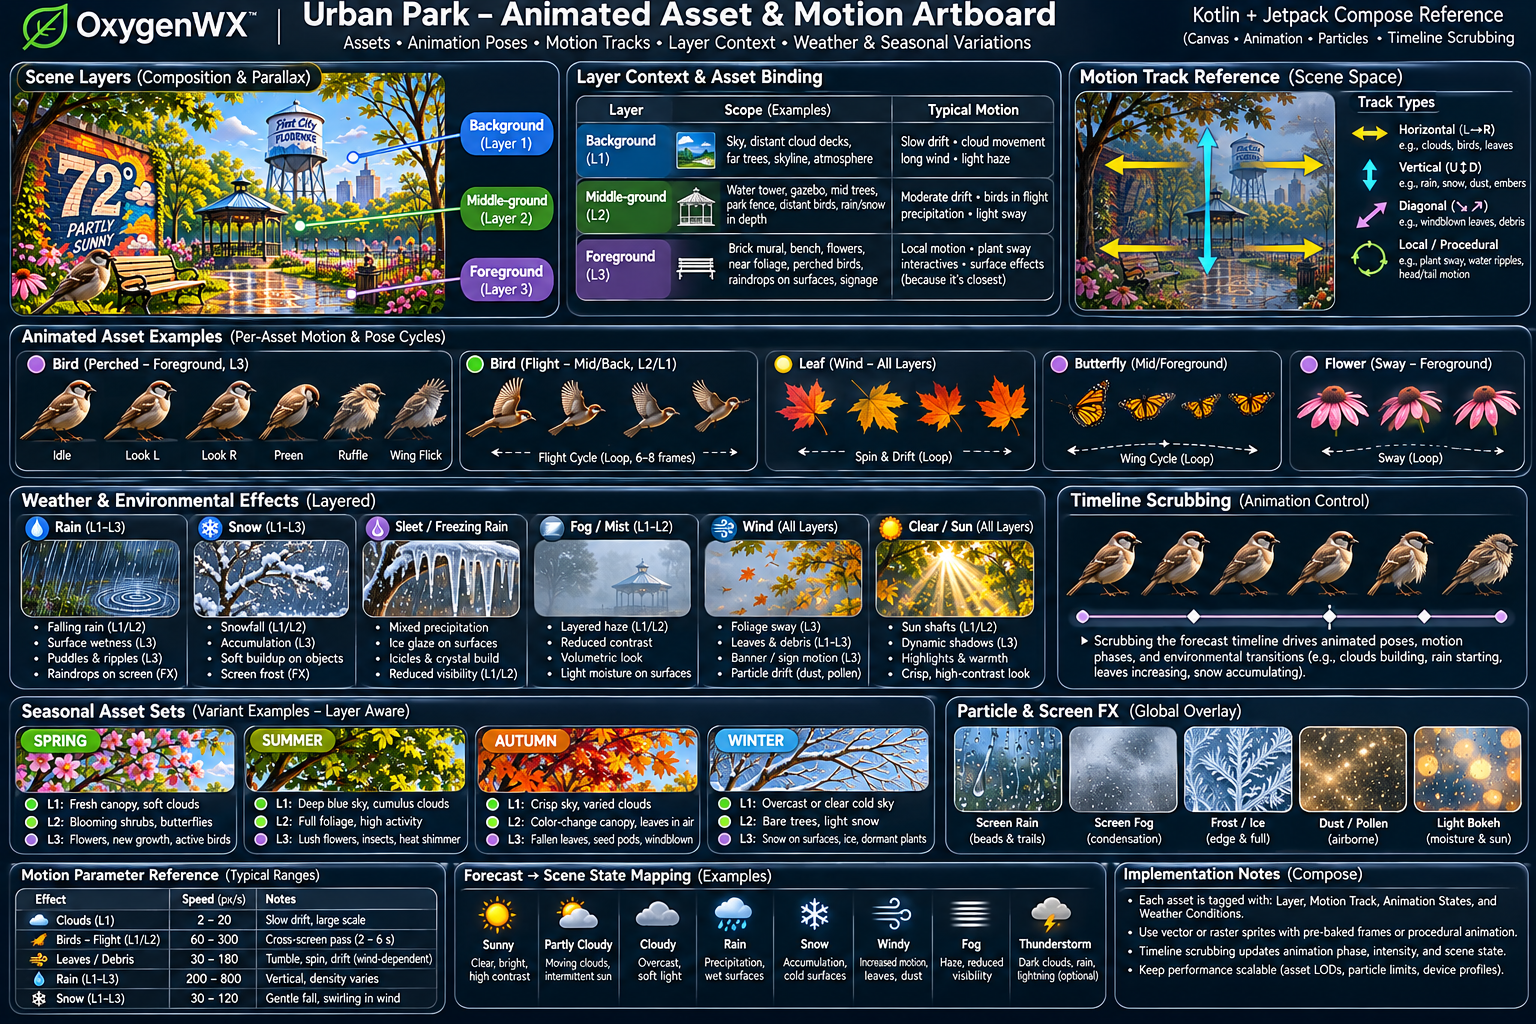 OxygenWX™
Urban Park – Animated Asset & Motion Artboard
Assets • Animation Poses • Motion Tracks • Layer Context • Weather & Seasonal Variations
Kotlin + Jetpack Compose Reference
(Canvas • Animation • Particles • Timeline Scrubbing)
Scene Layers (Composition & Parallax)
First City
FLORENCE
72°
PARTLY
SUNNY
Background
(Layer 1)
Middle-ground
(Layer 2)
Foreground
(Layer 3)
Layer Context & Asset Binding
Layer Scope (Examples) Typical Motion
Background
(L1)
Sky, distant cloud decks,
far trees, skyline, atmosphere
Slow drift • cloud movement
long wind • light haze
Middle-ground
(L2)
Water tower, gazebo, mid trees,
park fence, distant birds, rain/snow
in depth
Moderate drift • birds in flight
precipitation • light sway
Foreground
(L3)
Brick mural, bench, flowers,
near foliage, perched birds,
raindrops on surfaces, signage
Local motion • plant sway
interactives • surface effects
(because it's closest)
Motion Track Reference (Scene Space)
Track Types
Horizontal (L→R)
e.g., clouds, birds, leaves
Vertical (U↕D)
e.g., rain, snow, dust, embers
Diagonal (↘ ↗)
e.g., windblown leaves, debris
Local / Procedural
e.g., plant sway, water ripples,
head/tail motion
Animated Asset Examples (Per-Asset Motion & Pose Cycles)
Bird (Perched – Foreground, L3)
Idle Look L Look R Preen Ruffle Wing Flick
Bird (Flight – Mid/Back, L2/L1)
Flight Cycle (Loop, 6–8 frames)
Leaf (Wind – All Layers)
Spin & Drift (Loop)
Butterfly (Mid/Foreground)
Wing Cycle (Loop)
Flower (Sway – Feroground)
Sway (Loop)
Weather & Environmental Effects (Layered)
Rain (L1–L3)
• Falling rain (L1/L2)
• Surface wetness (L3)
• Puddles & ripples (L3)
• Raindrops on screen (FX)
Snow (L1–L3)
• Snowfall (L1/L2)
• Accumulation (L3)
• Soft buildup on objects
• Screen frost (FX)
Sleet / Freezing Rain
• Mixed precipitation
• Ice glaze on surfaces
• Icicles & crystal build
• Reduced visibility (L1/L2)
Fog / Mist (L1–L2)
• Layered haze (L1/L2)
• Reduced contrast
• Volumetric look
• Light moisture on surfaces
Wind (All Layers)
• Foliage sway (L3)
• Leaves & debris (L1–L3)
• Banner / sign motion (L3)
• Particle drift (dust, pollen)
Clear / Sun (All Layers)
• Sun shafts (L1/L2)
• Dynamic shadows (L3)
• Highlights & warmth
• Crisp, high-contrast look
Timeline Scrubbing (Animation Control)
▶ Scrubbing the forecast timeline drives animated poses, motion
phases, and environmental transitions (e.g., clouds building, rain starting,
leaves increasing, snow accumulating).
Seasonal Asset Sets (Variant Examples – Layer Aware)
SPRING
L1: Fresh canopy, soft clouds
L2: Blooming shrubs, butterflies
L3: Flowers, new growth, active birds
SUMMER
L1: Deep blue sky, cumulus clouds
L2: Full foliage, high activity
L3: Lush flowers, insects, heat shimmer
AUTUMN
L1: Crisp sky, varied clouds
L2: Color-change canopy, leaves in air
L3: Fallen leaves, seed pods, windblown
WINTER
L1: Overcast or clear cold sky
L2: Bare trees, light snow
L3: Snow on surfaces, ice, dormant plants
Particle & Screen FX (Global Overlay)
Screen Rain
(beads & trails)
Screen Fog
(condensation)
Frost / Ice
(edge & full)
Dust / Pollen
(airborne)
Light Bokeh
(moisture & sun)
Motion Parameter Reference (Typical Ranges)
Effect Speed (px/s) Notes
Clouds (L1) 2 – 20 Slow drift, large scale
Birds – Flight (L1/L2) 60 – 300 Cross-screen pass (2 – 6 s)
Leaves / Debris 30 – 180 Tumble, spin, drift (wind-dependent)
Rain (L1–L3) 200 – 800 Vertical, density varies
Snow (L1–L3) 30 – 120 Gentle fall, swirling in wind
Forecast → Scene State Mapping (Examples)
Sunny
Clear, bright,
high contrast
Partly Cloudy
Moving clouds,
intermittent sun
Cloudy
Overcast,
soft light
Rain
Precipitation,
wet surfaces
Snow
Accumulation,
cold surfaces
Windy
Increased motion,
leaves, dust
Fog
Haze, reduced
visibility
Thunderstorm
Dark clouds, rain,
lightning (optional)
Implementation Notes (Compose)
• Each asset is tagged with: Layer, Motion Track, Animation States, and
Weather Conditions.
• Use vector or raster sprites with pre-baked frames or procedural animation.
• Timeline scrubbing updates animation phase, intensity, and scene state.
• Keep performance scalable (asset LODs, particle limits, device profiles).